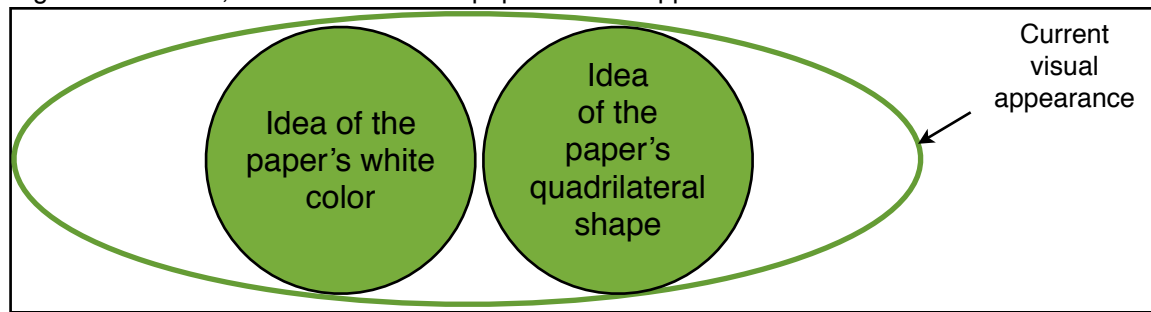 Idea of the
paper's white
color
Idea
of the
paper's
quadrilateral
shape
Current
visual
appearance